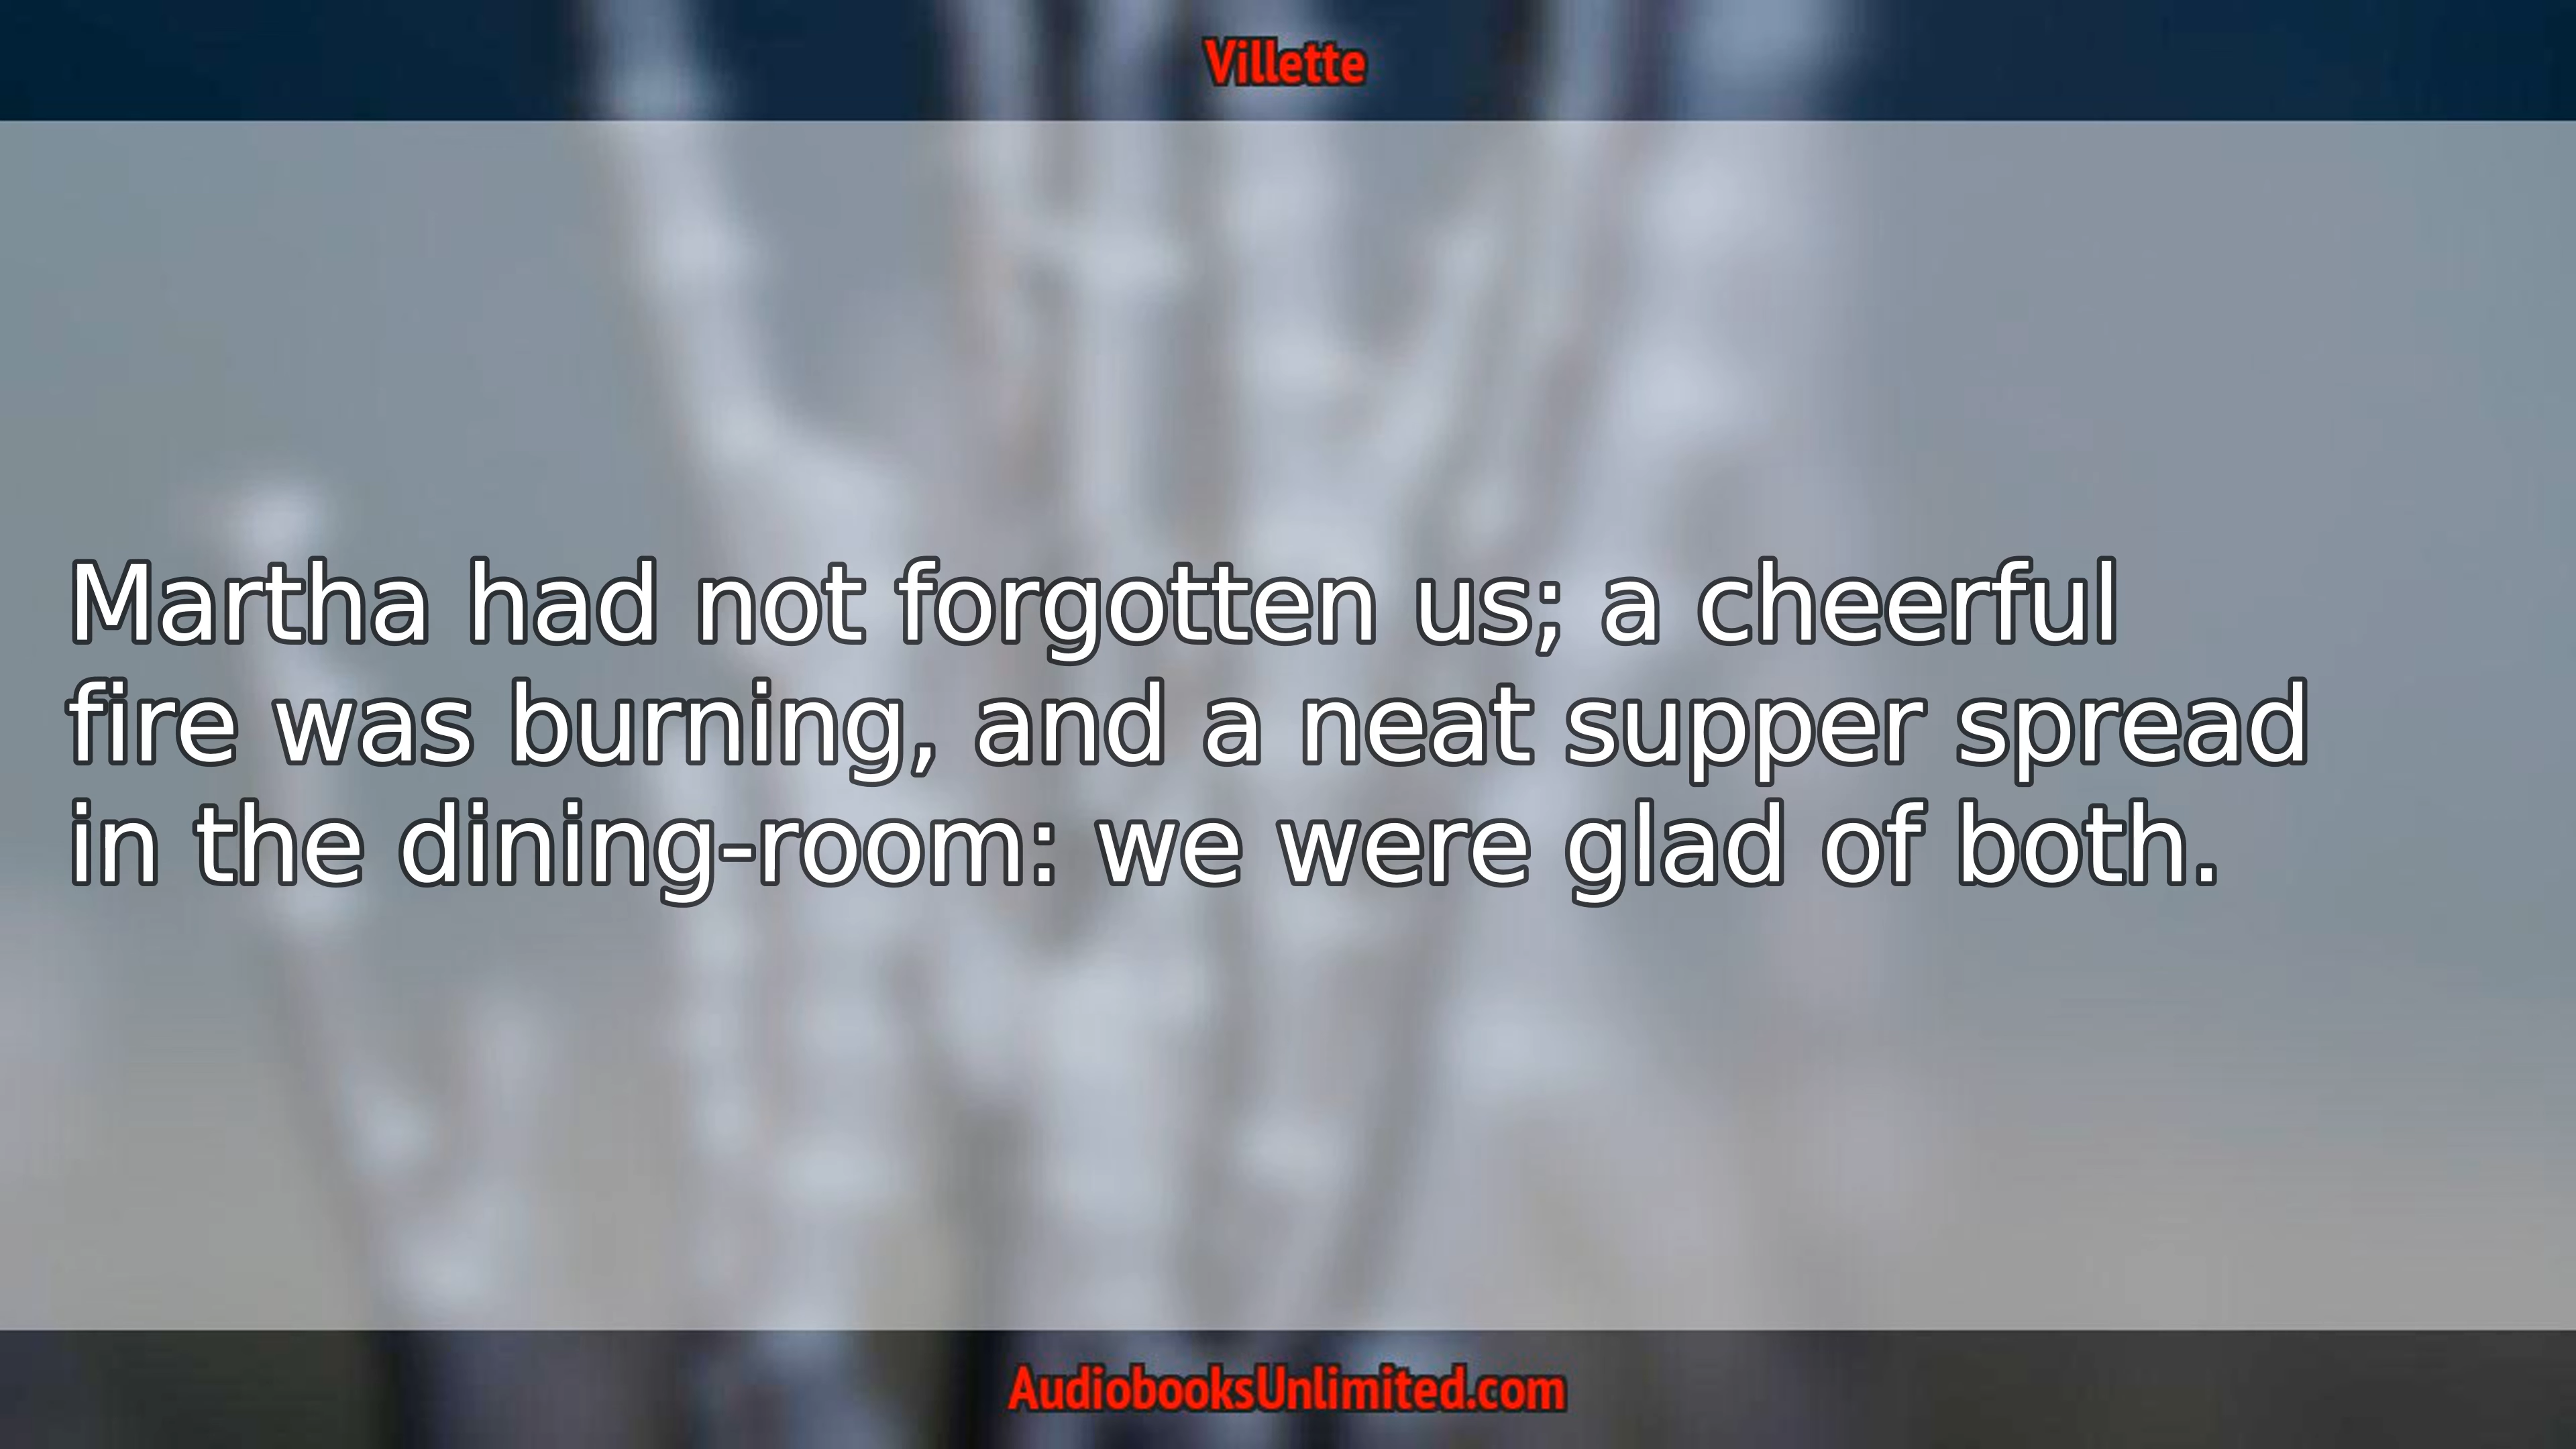 Villette
Martha had not forgotten us; a cheerful
fire was burning, and a neat supper spread
in the dining-room: we were glad of both.
AudiobooksUnlimited.com